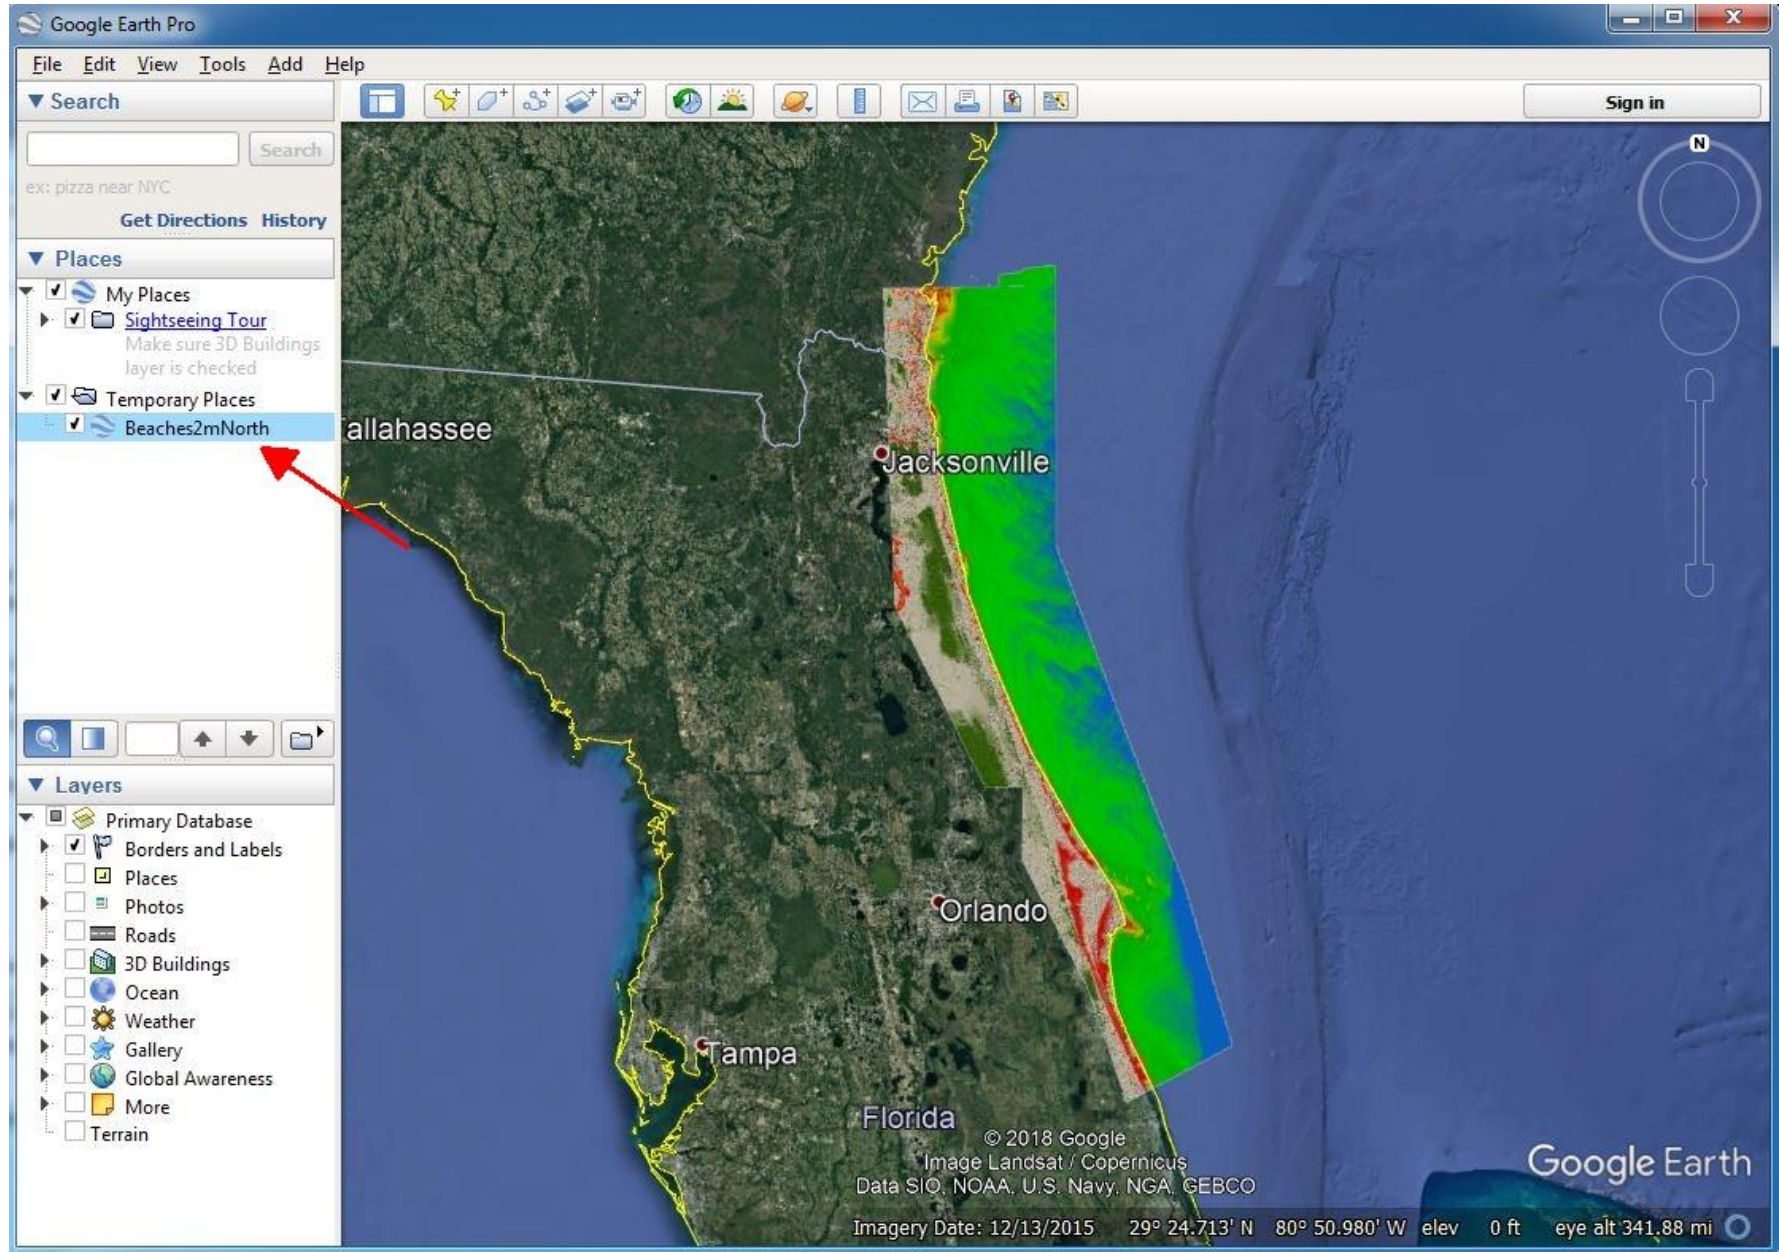 Google Earth Pro
File Edit View Tools Add Help
Search
Sign in
Search
ex: pizza near NYC
Get Directions History
Places
My Places
Sightseeing Tour
Make sure 3D Buildings
layer is checked
Temporary Places
Beaches2mNorth
Layers
Primary Database
Borders and Labels
Places
Photos
Roads
3D Buildings
Ocean
Weather
Gallery
Global Awareness
More
Terrain
N
allahassee
Jacksonville
Orlando
Tampa
Florida
© 2018 Google
Image Landsat / Copernicus
Data SIO, NOAA, U.S. Navy, NGA, GEBCO
Google Earth
Imagery Date: 12/13/2015 29° 24.713' N 80° 50.980' W elev 0 ft eye alt 341.88 mi